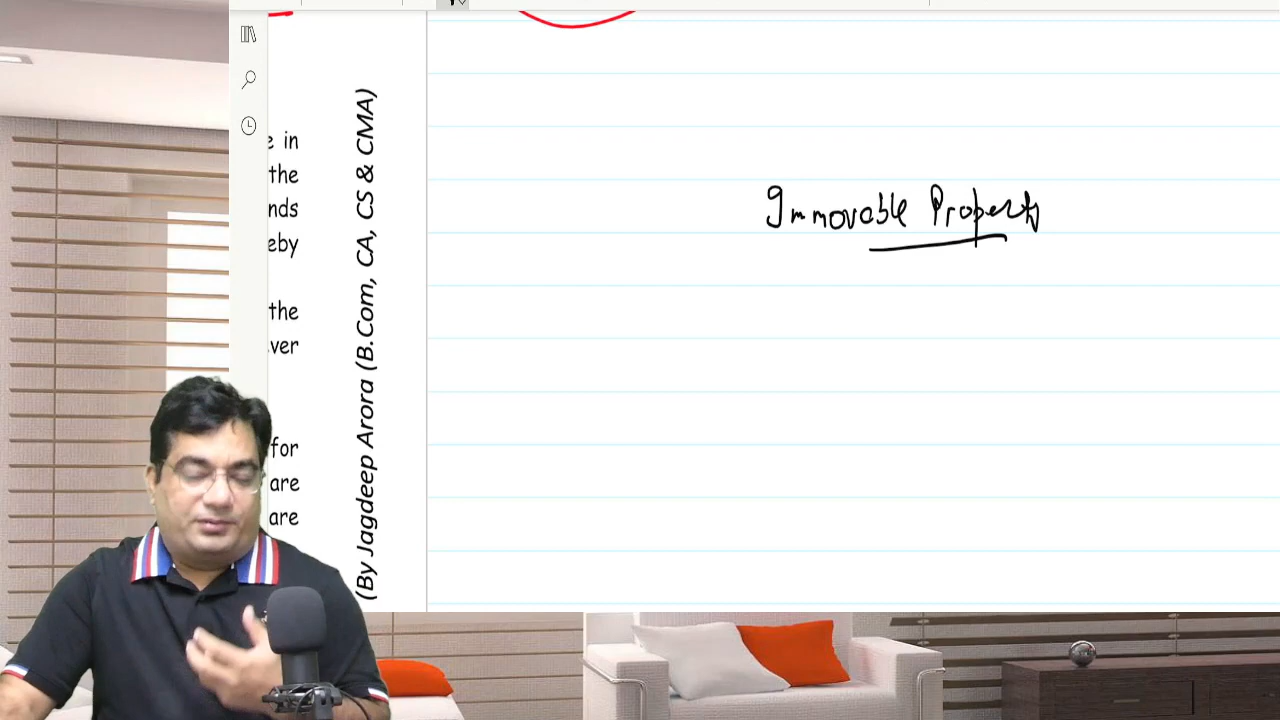 e in
the
nds
eby
the
ver
for
are
are
(By Jagdeep Arora (B.Com, CA, CS & CMA)
Immovable Property